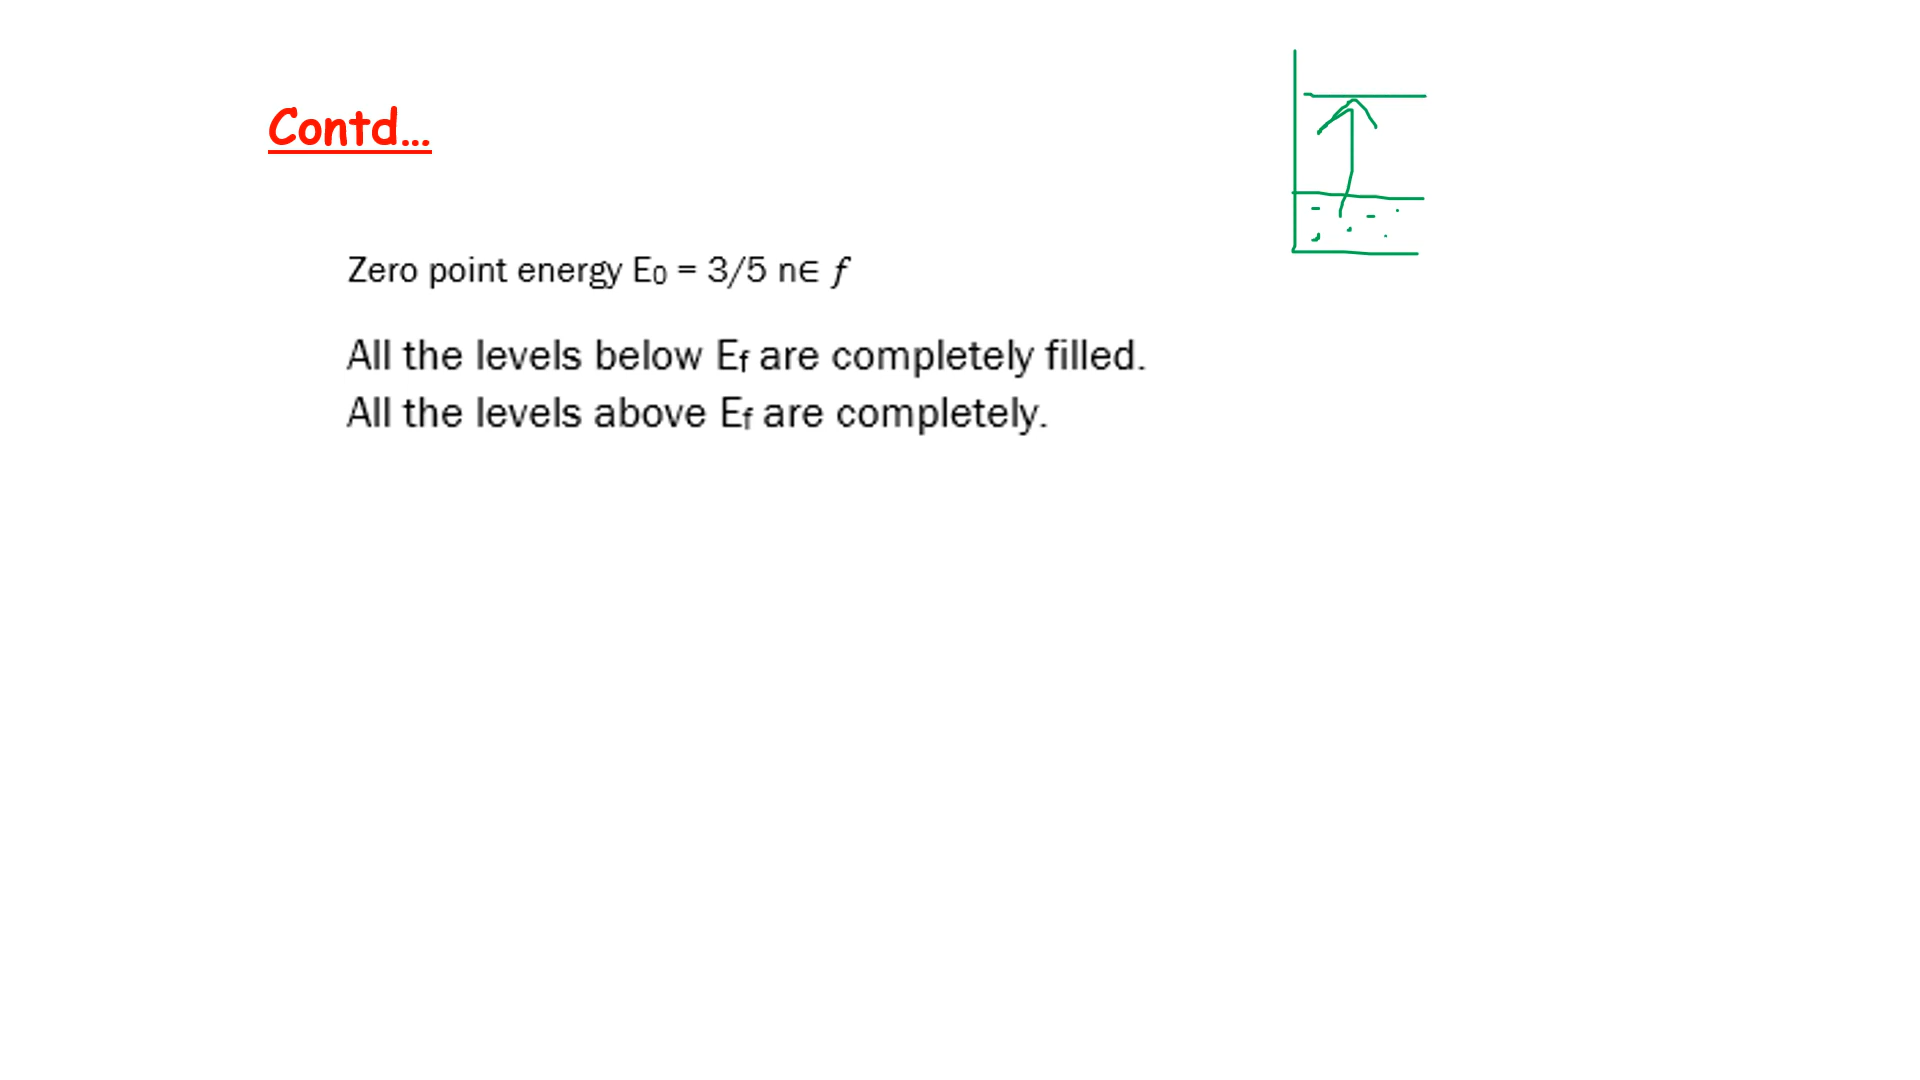 Contd...
Zero point energy E₀ = 3/5 n∈ f
All the levels below Ef are completely filled.
All the levels above Ef are completely.